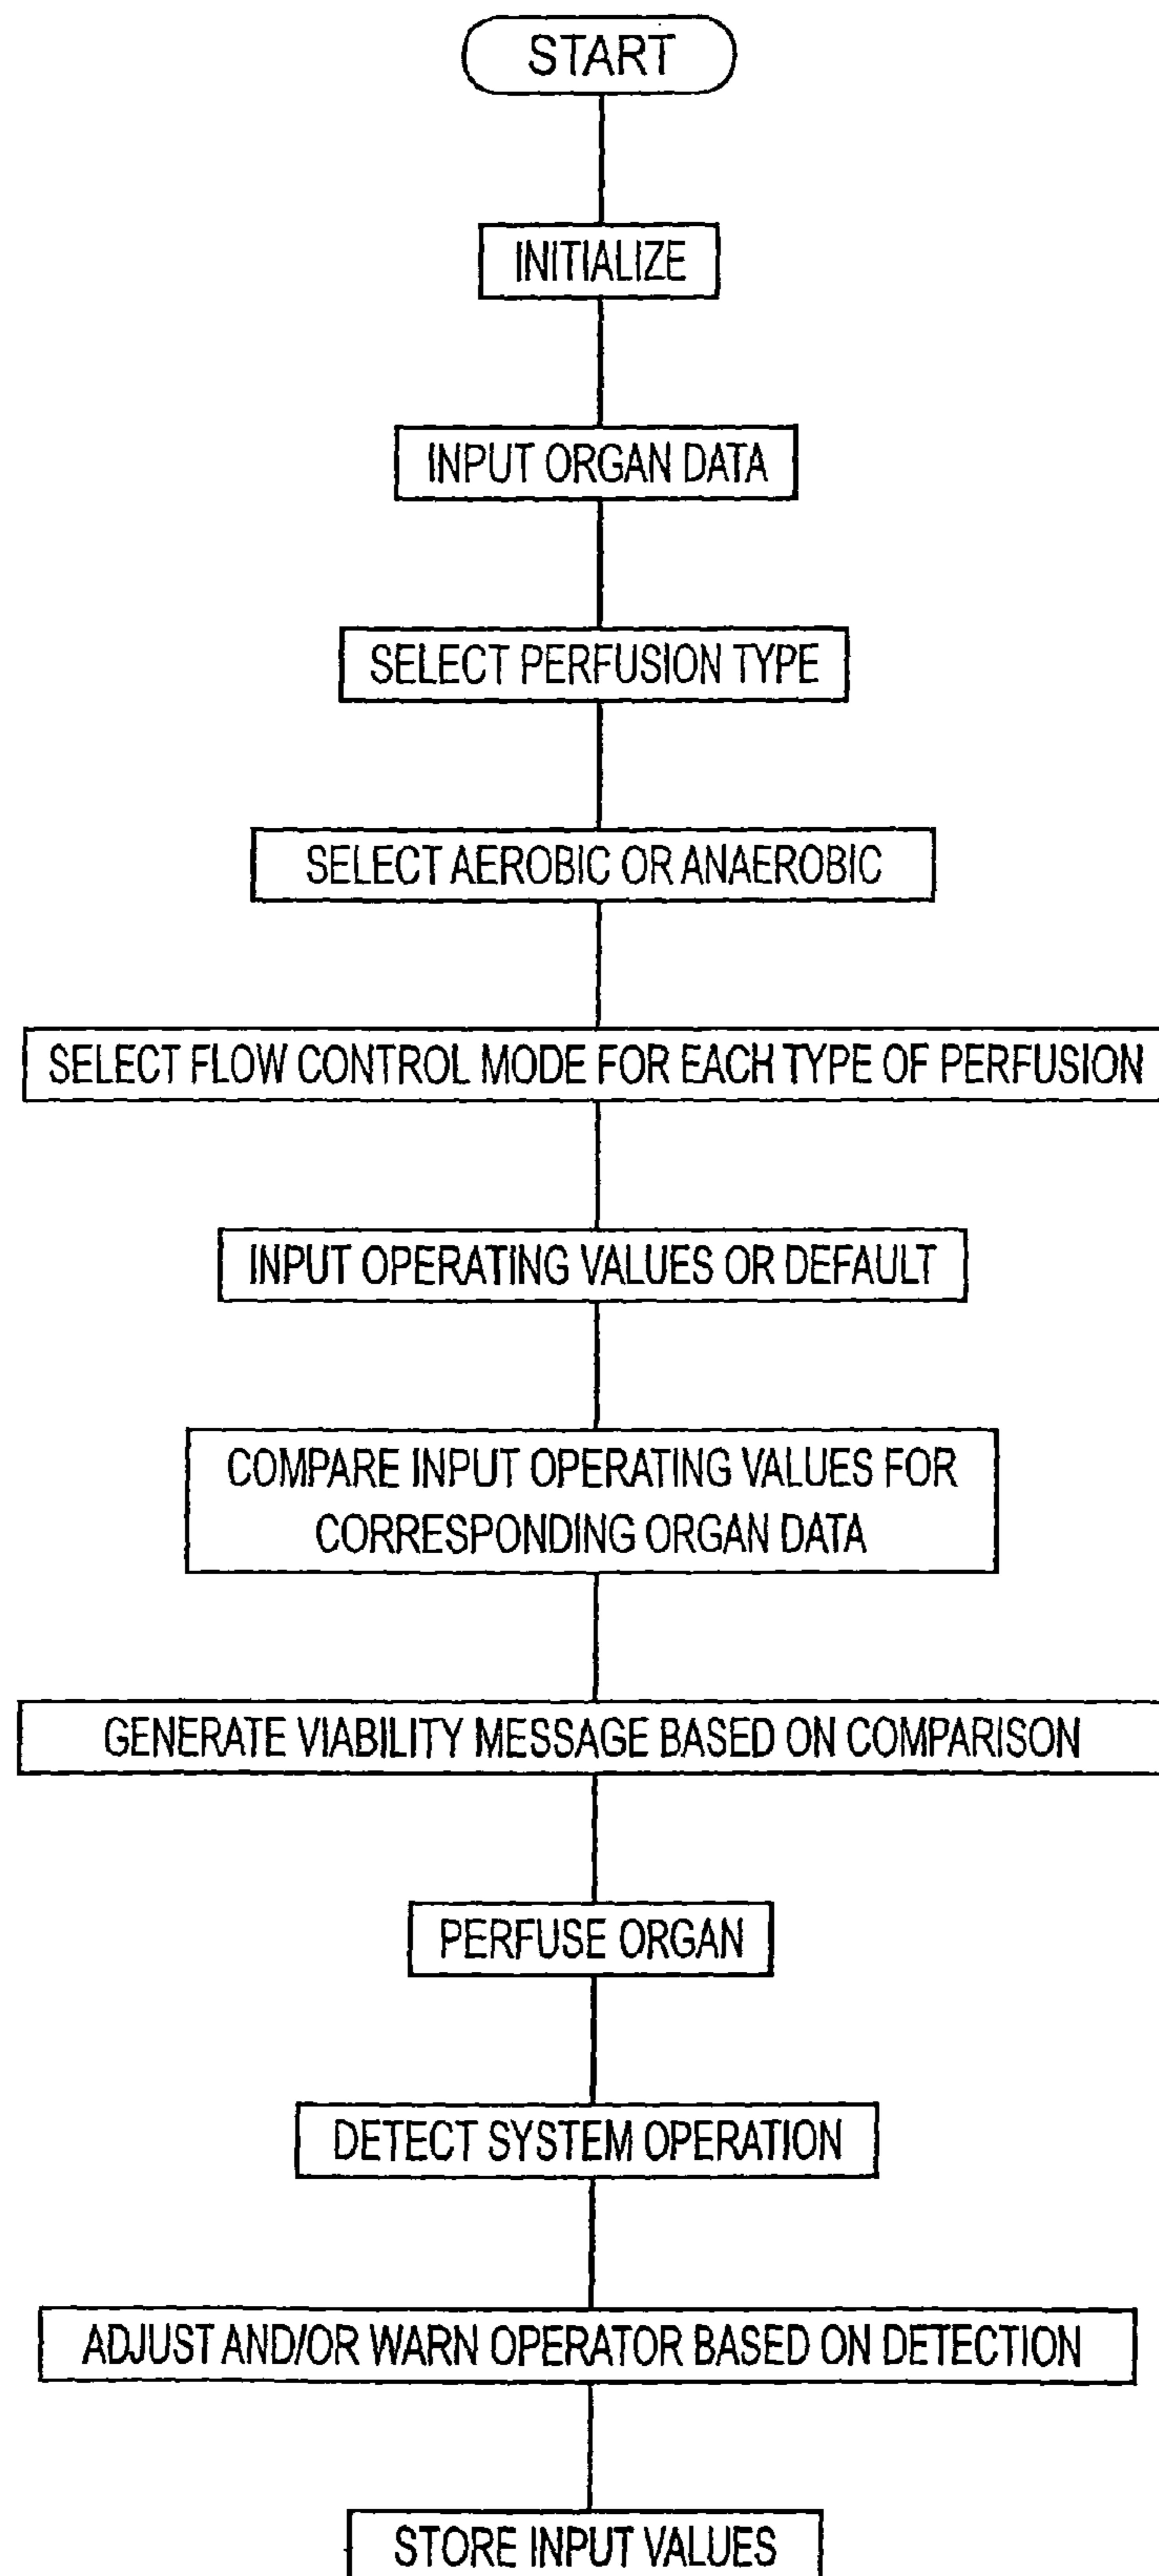 START
INITIALIZE
INPUT ORGAN DATA
SELECT PERFUSION TYPE
SELECT AEROBIC OR ANAEROBIC
SELECT FLOW CONTROL MODE FOR EACH TYPE OF PERFUSION
INPUT OPERATING VALUES OR DEFAULT
COMPARE INPUT OPERATING VALUES FOR
CORRESPONDING ORGAN DATA
GENERATE VIABILITY MESSAGE BASED ON COMPARISON
PERFUSE ORGAN
DETECT SYSTEM OPERATION
ADJUST AND/OR WARN OPERATOR BASED ON DETECTION
STORE INPUT VALUES